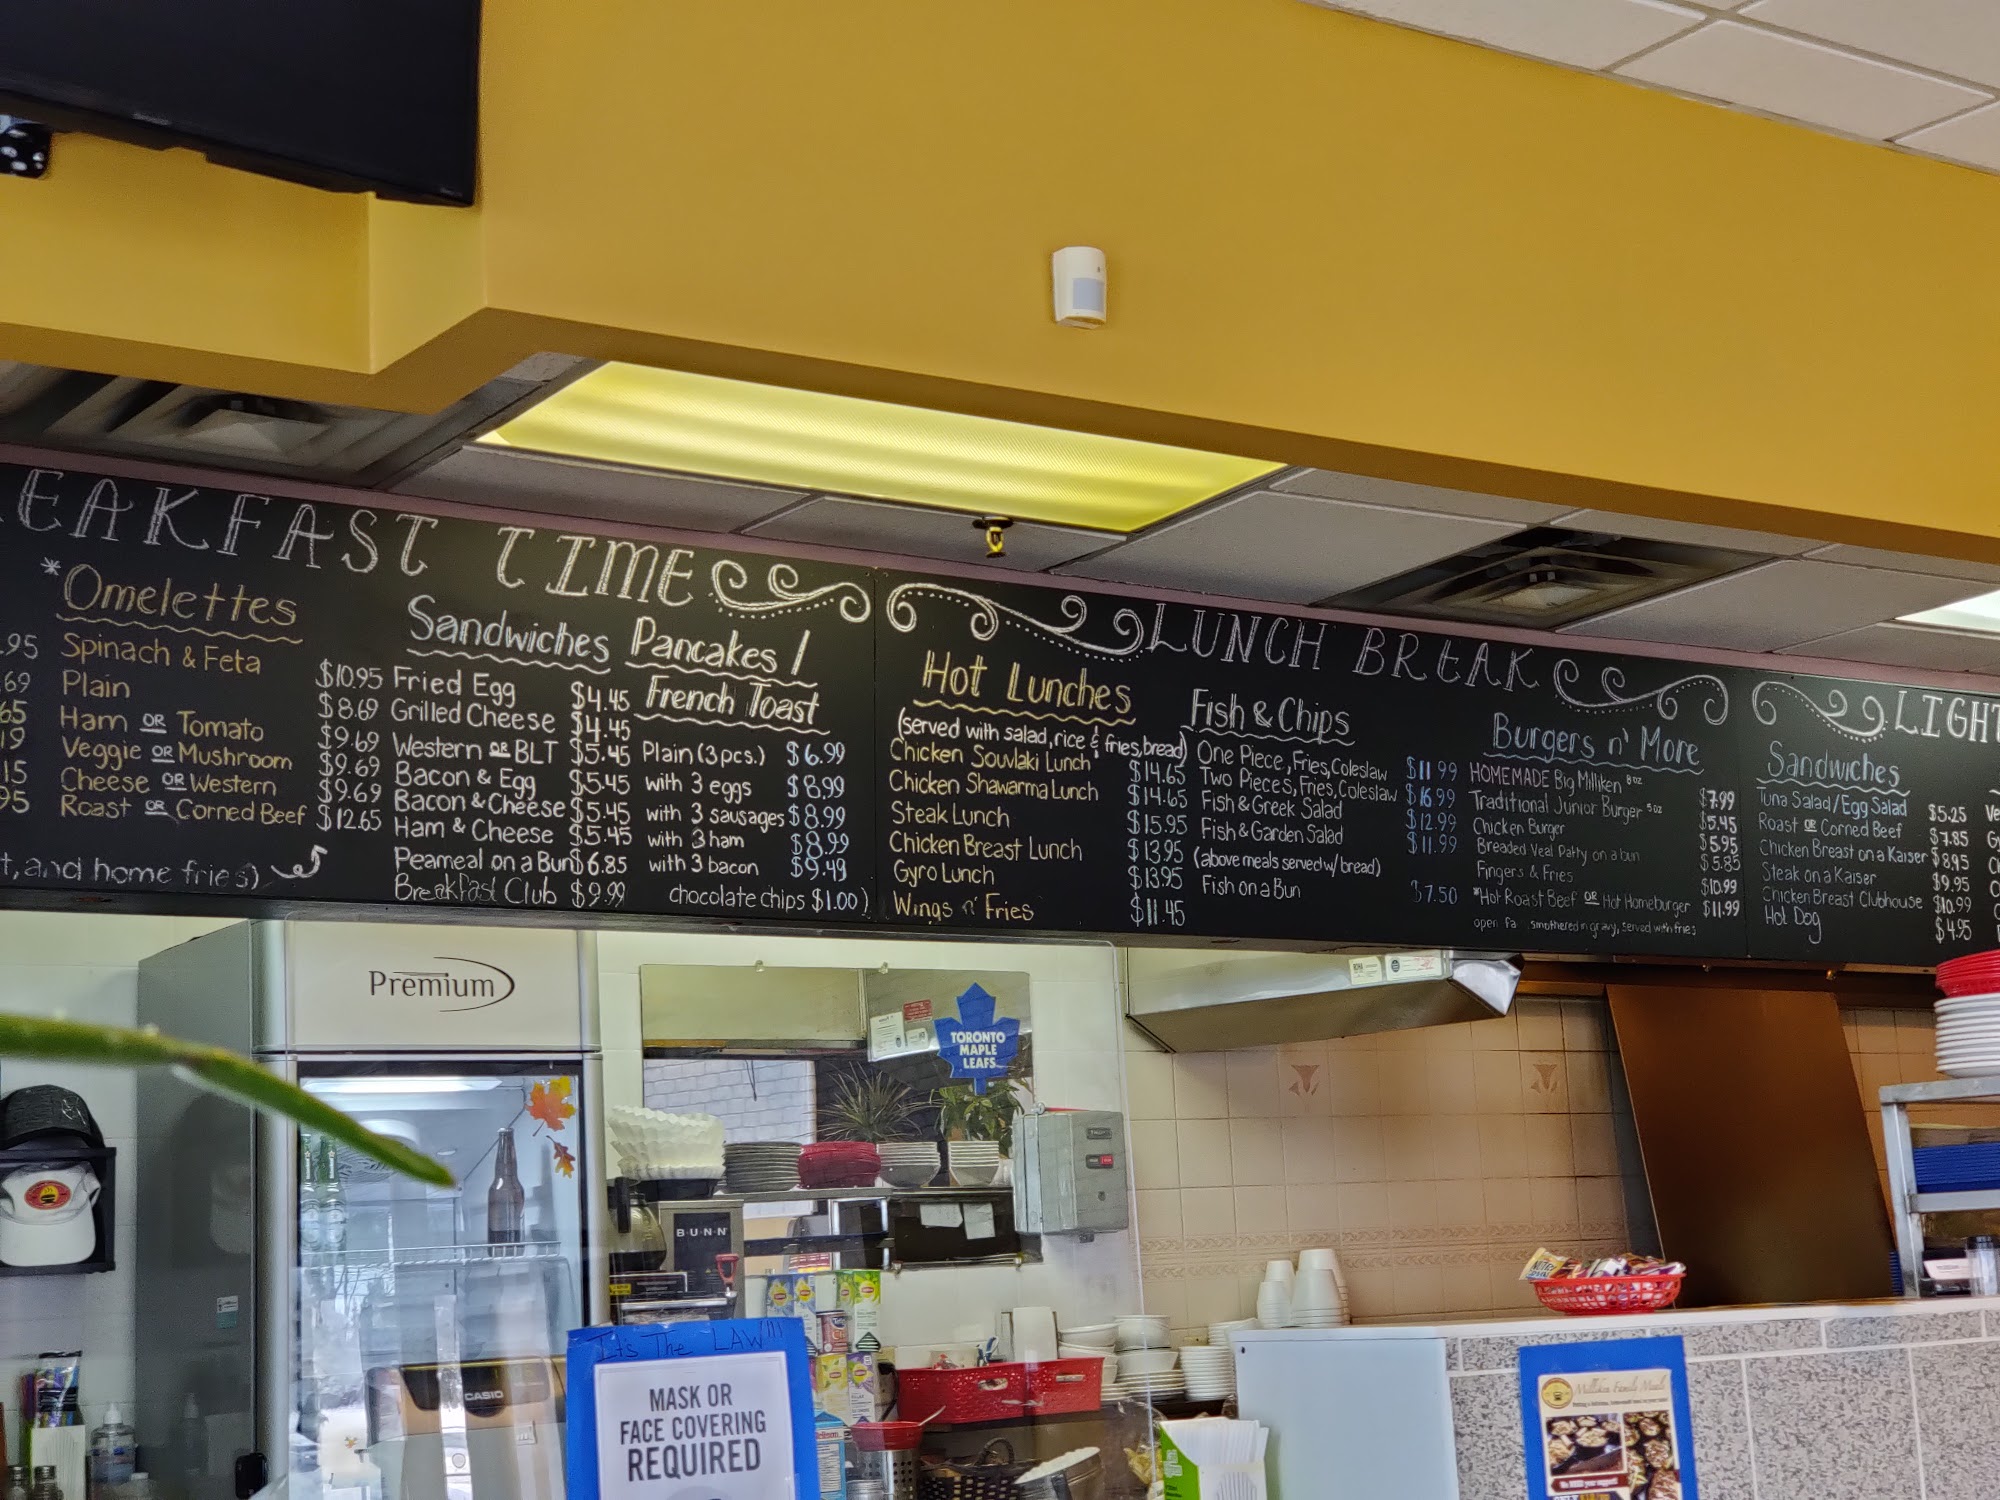 EAKFAST TIME
*Omelettes
.95 Spinach & Feta $10.95
69 Plain $8.69
65 Ham OR Tomato $9.69
19 Veggie OR Mushroom $9.69
15 Cheese OR Western $9.69
95 Roast OR Corned Beef $12.65
t, and home fries)
Sandwiches
Fried Egg $4.45
Grilled Cheese $4.45
Western OR BLT $5.45
Bacon & Egg $5.45
Bacon & Cheese $5.45
Ham & Cheese $5.45
Peameal on a Bun $6.85
Breakfast Club $9.99
Pancakes /
French Toast
Plain (3pcs.) $6.99
with 3 eggs $8.99
with 3 sausages $8.99
with 3 ham $8.99
with 3 bacon $9.49
chocolate chips $1.00)
LUNCH BREAK
Hot Lunches
(served with salad, rice & fries, bread)
Chicken Souvlaki Lunch $14.65
Chicken Shawarma Lunch $14.65
Steak Lunch $15.95
Chicken Breast Lunch $13.95
Gyro Lunch $13.95
Wings n' Fries $11.45
Fish & Chips
One Piece, Fries, Coleslaw $11.99
Two Pieces, Fries, Coleslaw $16.99
Fish & Greek Salad $12.99
Fish & Garden Salad $11.99
(above meals served w/ bread)
Fish on a Bun $7.50
Burgers n' More
HOMEMADE Big Milliken 8oz $7.99
Traditional Junior Burger 5oz $5.45
Chicken Burger $5.95
Breaded Veal Patty on a bun $5.85
Fingers & Fries $10.99
*Hot Roast Beef OR Hot Homeburger $11.99
open fa smothered in gravy, served with fries
LIGHT
Sandwiches
Tuna Salad/Egg Salad $5.25
Roast OR Corned Beef $7.85
Chicken Breast on a Kaiser $8.95
Steak on a Kaiser $9.95
Chicken Breast Clubhouse $10.99
Hot Dog $4.95
Ve
G
Premium
TORONTO
MAPLE
LEAFS
BUNN
CASIO
It's The LAW!!!
MASK OR
FACE COVERING
REQUIRED